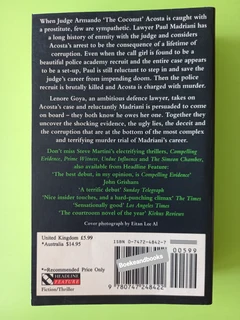 When Judge Armando 'The Coconut' Acosta is caught with
a prostitute, few are sympathetic. Lawyer Paul Madriani has
a long history of enmity with the judge and considers
Acosta's arrest to be the consequence of a lifetime of
corruption. Even when the call girl is found to be a
beautiful police academy recruit and the entire case appears
to be a set-up, Paul is still reluctant to step in and save the
judge's career from impending doom. Then the police
recruit is brutally killed and Acosta is charged with murder.
Lenore Goya, an ambitious defence lawyer, takes on
Acosta's case and reluctantly Madriani is persuaded to come
on board – they both know he owes her one. Together they
uncover the shocking evidence, the ugly lies, the deceit and
the corruption that are at the bottom of the most complex
and terrifying murder trial of Madriani's career.
Don't miss Steve Martini's electrifying thrillers, Compelling
Evidence, Prime Witness, Undue Influence and The Simeon Chamber,
also available from Headline Feature:
'The best debut, in my opinion, is Compelling Evidence'
John Grisham
'A terrific debut' Sunday Telegraph
'Nice insider touches, and a hard-punching climax' The Times
'Sensationally good' Los Angeles Times
'The courtroom novel of the year' Kirkus Reviews
Cover photograph by Eitan Lee Al
United Kingdom £5.99
*Australia $14.95
*Recommended Price Only
HEADLINE
FEATURE
Fiction/Thriller
ISBN 0-7472-4842-7
00599
Booksandbooks
9 780747 248422